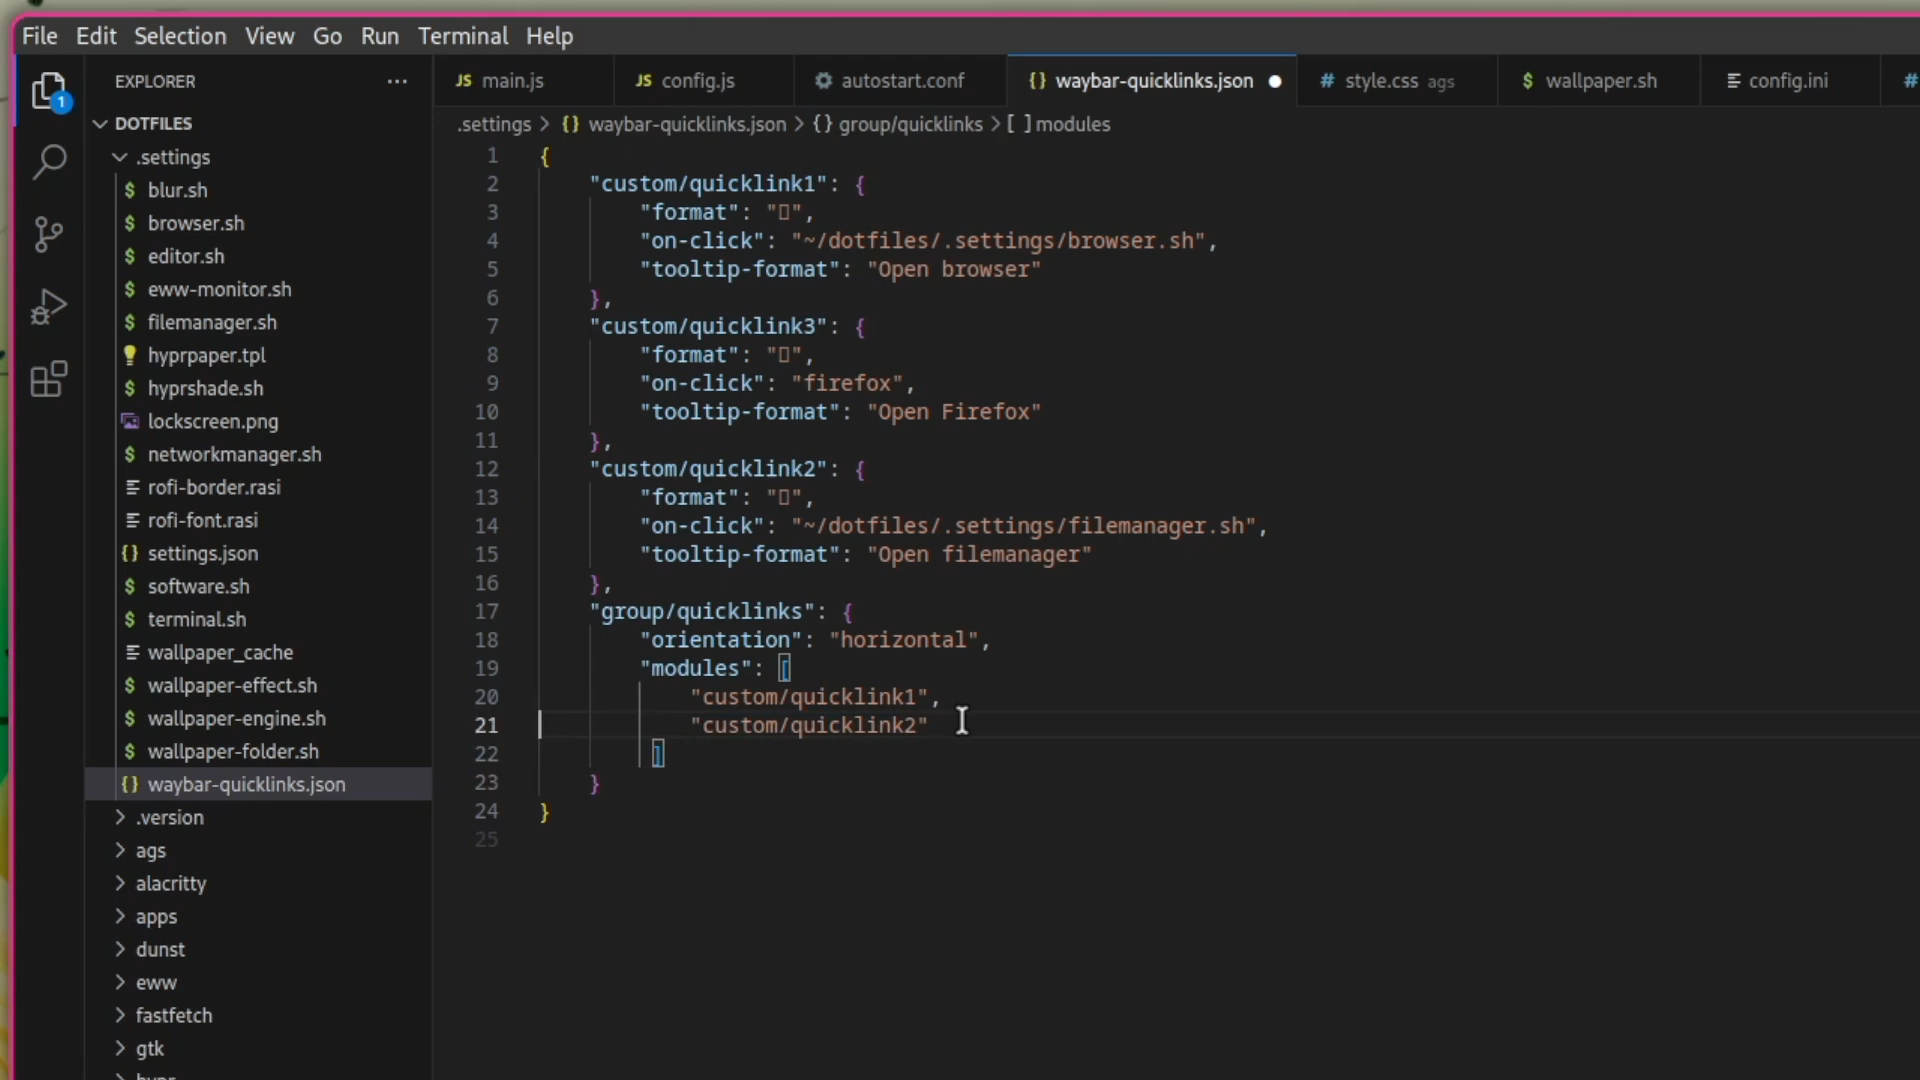 File Edit Selection View Go Run Terminal Help
EXPLORER ···
main.js
config.js
autostart.conf
waybar-quicklinks.json
style.css ags
wallpaper.sh
config.ini
1
DOTFILES
.settings
blur.sh
browser.sh
editor.sh
eww-monitor.sh
filemanager.sh
hyprpaper.tpl
hyprshade.sh
lockscreen.png
networkmanager.sh
rofi-border.rasi
rofi-font.rasi
settings.json
software.sh
terminal.sh
wallpaper_cache
wallpaper-effect.sh
wallpaper-engine.sh
wallpaper-folder.sh
waybar-quicklinks.json
.version
ags
alacritty
apps
dunst
eww
fastfetch
gtk
.settings > {} waybar-quicklinks.json > {} group/quicklinks > [ ] modules
1 {
2 "custom/quicklink1": {
3 "format": "▯",
4 "on-click": "~/dotfiles/.settings/browser.sh",
5 "tooltip-format": "Open browser"
6 },
7 "custom/quicklink3": {
8 "format": "▯",
9 "on-click": "firefox",
10 "tooltip-format": "Open Firefox"
11 },
12 "custom/quicklink2": {
13 "format": "▯",
14 "on-click": "~/dotfiles/.settings/filemanager.sh",
15 "tooltip-format": "Open filemanager"
16 },
17 "group/quicklinks": {
18 "orientation": "horizontal",
19 "modules": [
20 "custom/quicklink1",
21 "custom/quicklink2"
22 ]
23 }
24 }
25